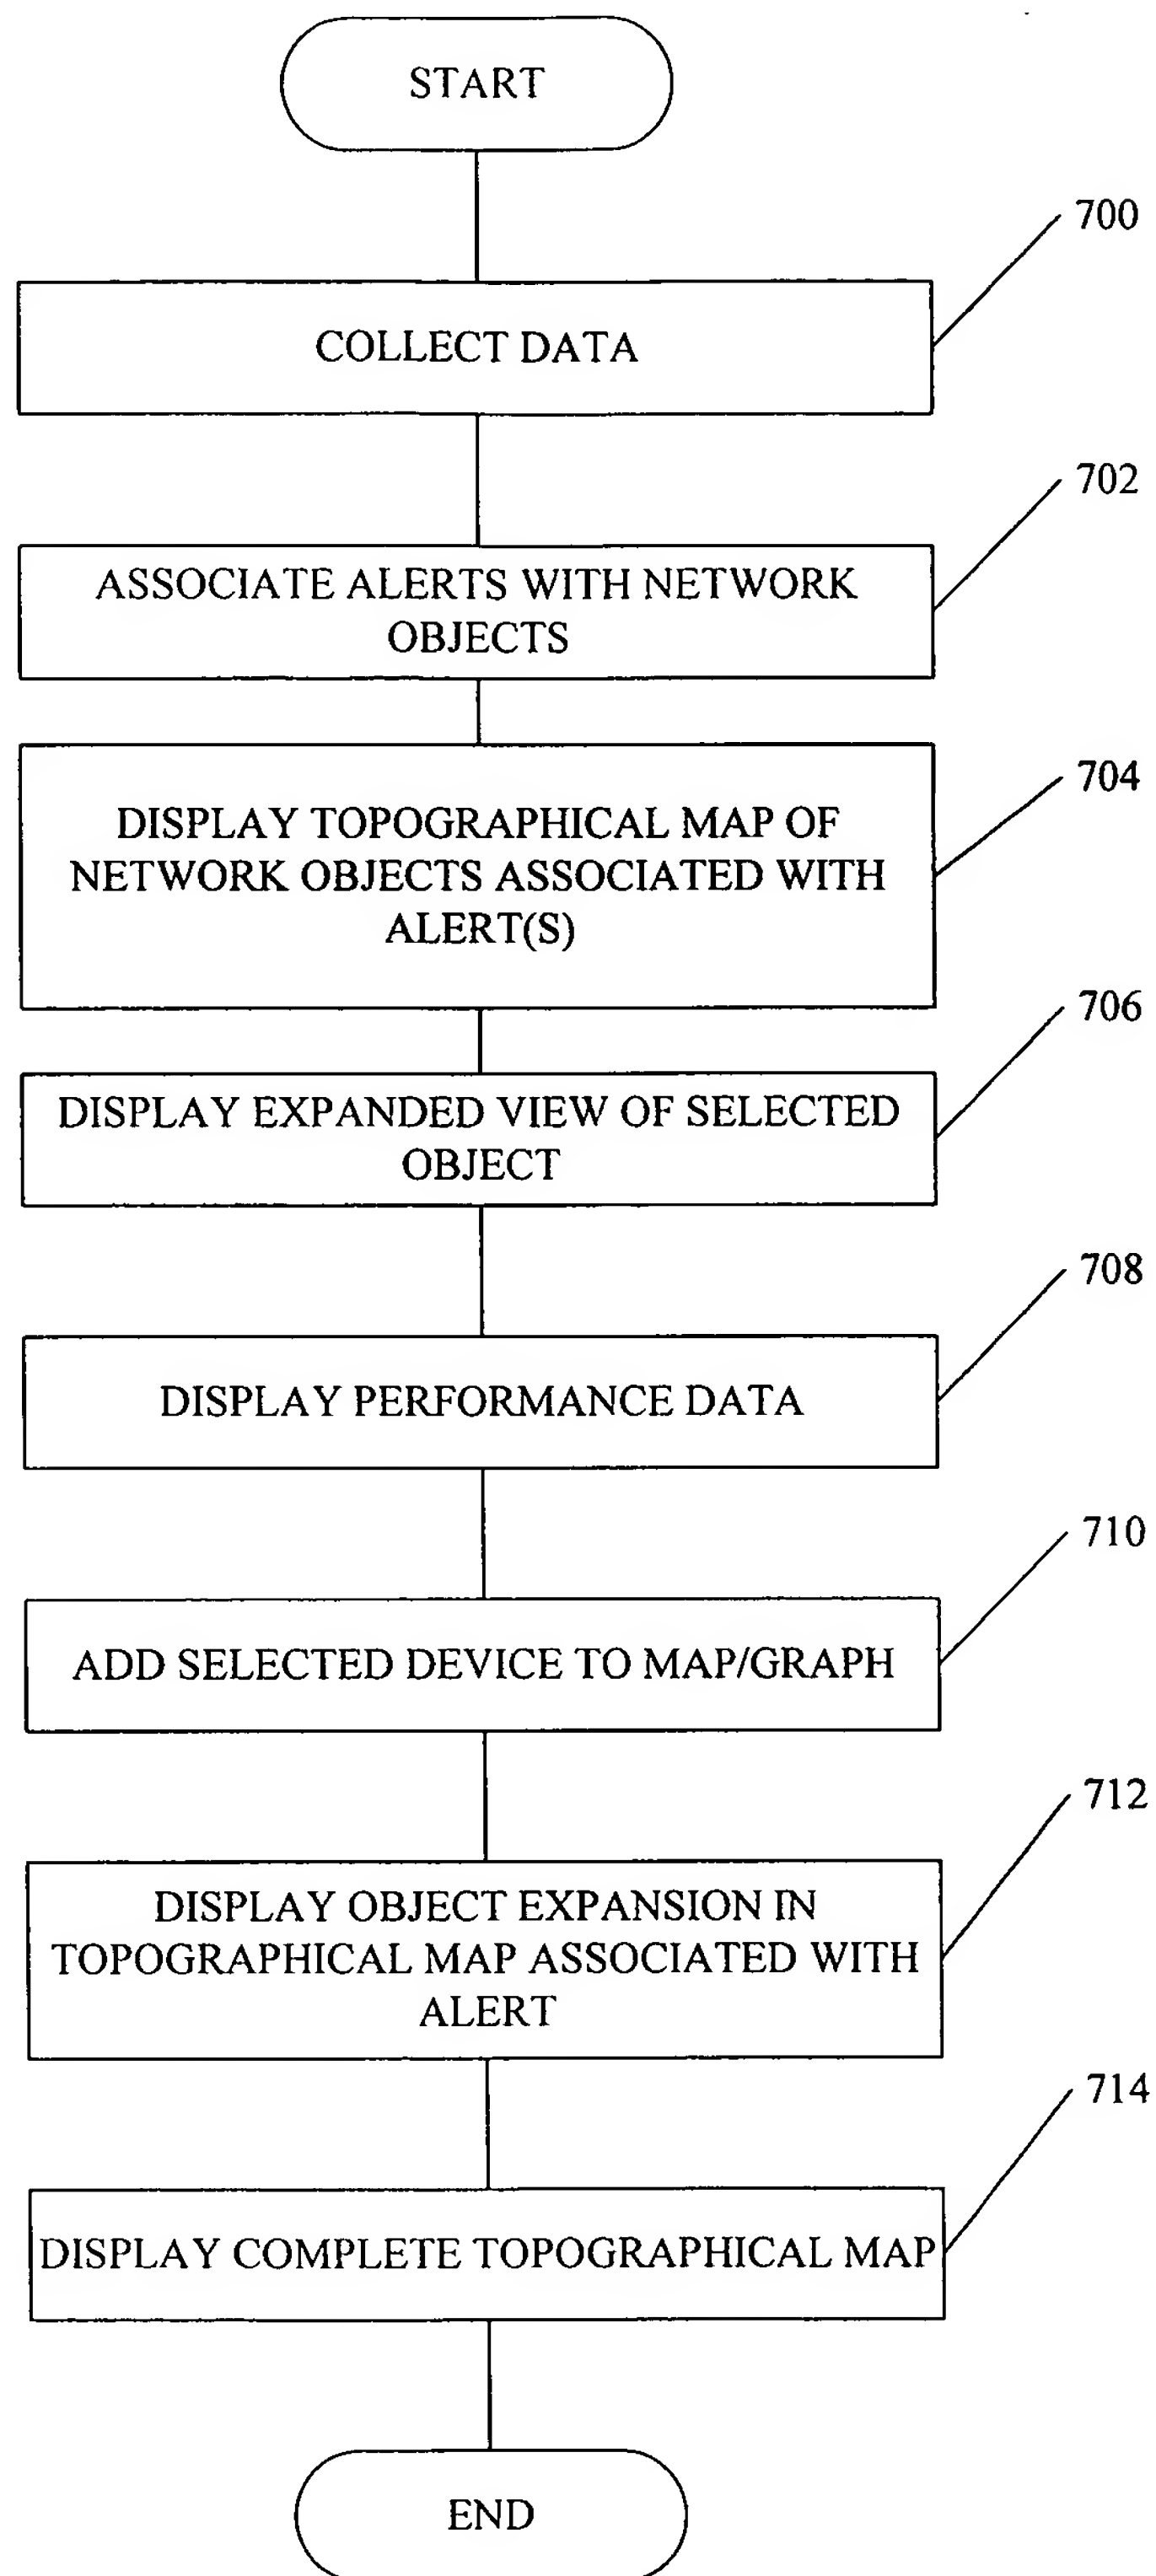 START
700
COLLECT DATA
702
ASSOCIATE ALERTS WITH NETWORK
OBJECTS
704
DISPLAY TOPOGRAPHICAL MAP OF
NETWORK OBJECTS ASSOCIATED WITH
ALERT(S)
706
DISPLAY EXPANDED VIEW OF SELECTED
OBJECT
708
DISPLAY PERFORMANCE DATA
710
ADD SELECTED DEVICE TO MAP/GRAPH
712
DISPLAY OBJECT EXPANSION IN
TOPOGRAPHICAL MAP ASSOCIATED WITH
ALERT
714
DISPLAY COMPLETE TOPOGRAPHICAL MAP
END